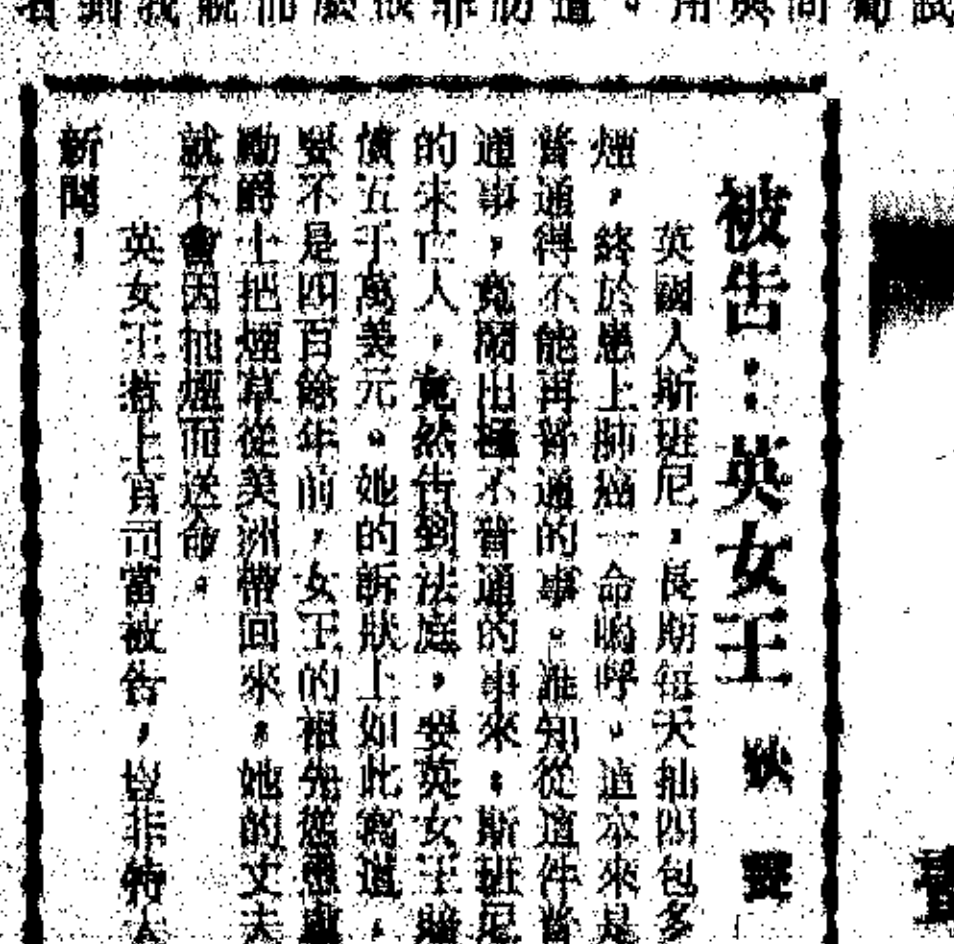 被告：英女王
英國人斯班尼，長期每天抽四包多
煙，終於患上肺癌一命嗚呼。這本來是
普通得不能再普通的事。誰知從這件普
通事，竟鬧出極不普通的事來：斯班尼
的未亡人，竟然告到法庭，要英女王賠
償五千萬美元。她的訴狀上如此寫道：
要不是四百餘年前，女王的祖先慫恿
勵爵士把煙草從美洲帶回來，她的丈夫
就不會因抽煙而送命。
英女王惹上官司當被告，豈非特大
新聞！